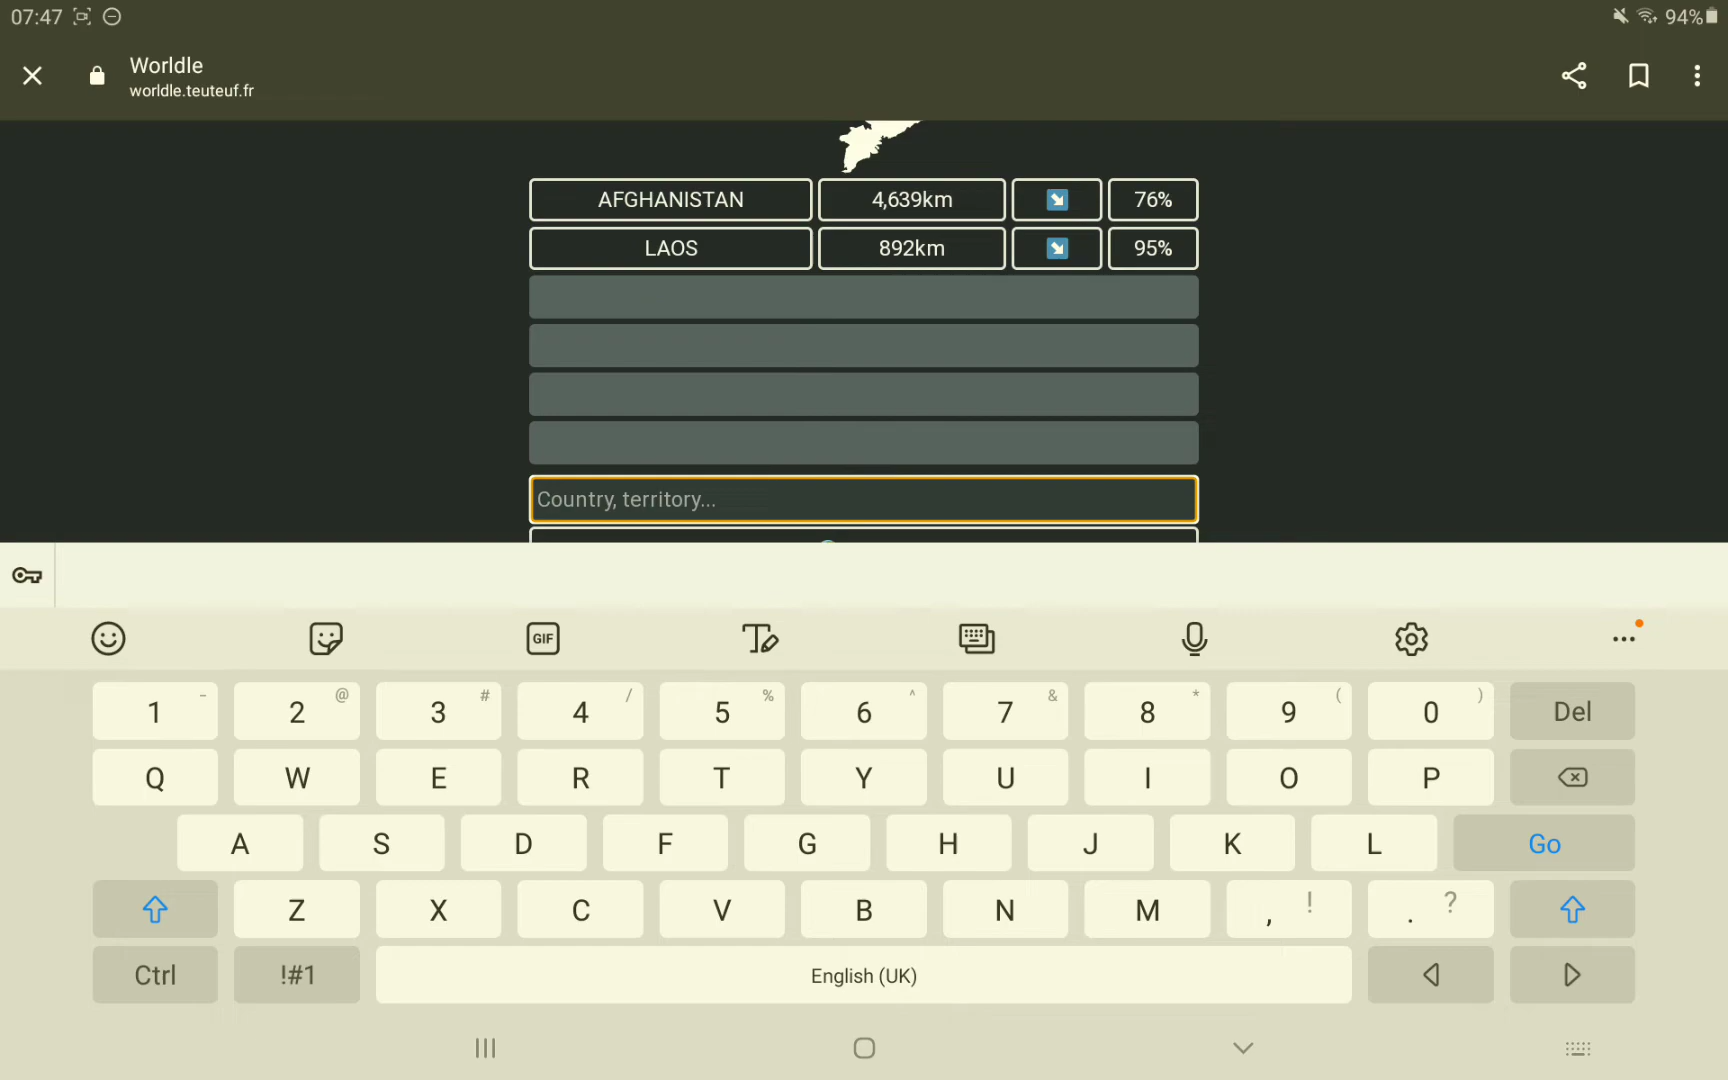 07:47 94%
Worldle
worldle.teuteuf.fr
AFGHANISTAN 4,639km 76%
LAOS 892km 95%
Country, territory...
GIF
1 - 2 @ 3 # 4 / 5 % 6 ^ 7 & 8 * 9 ( 0 ) Del
Q W E R T Y U I O P
A S D F G H J K L Go
Z X C V B N M , ! . ?
Ctrl !#1 English (UK)